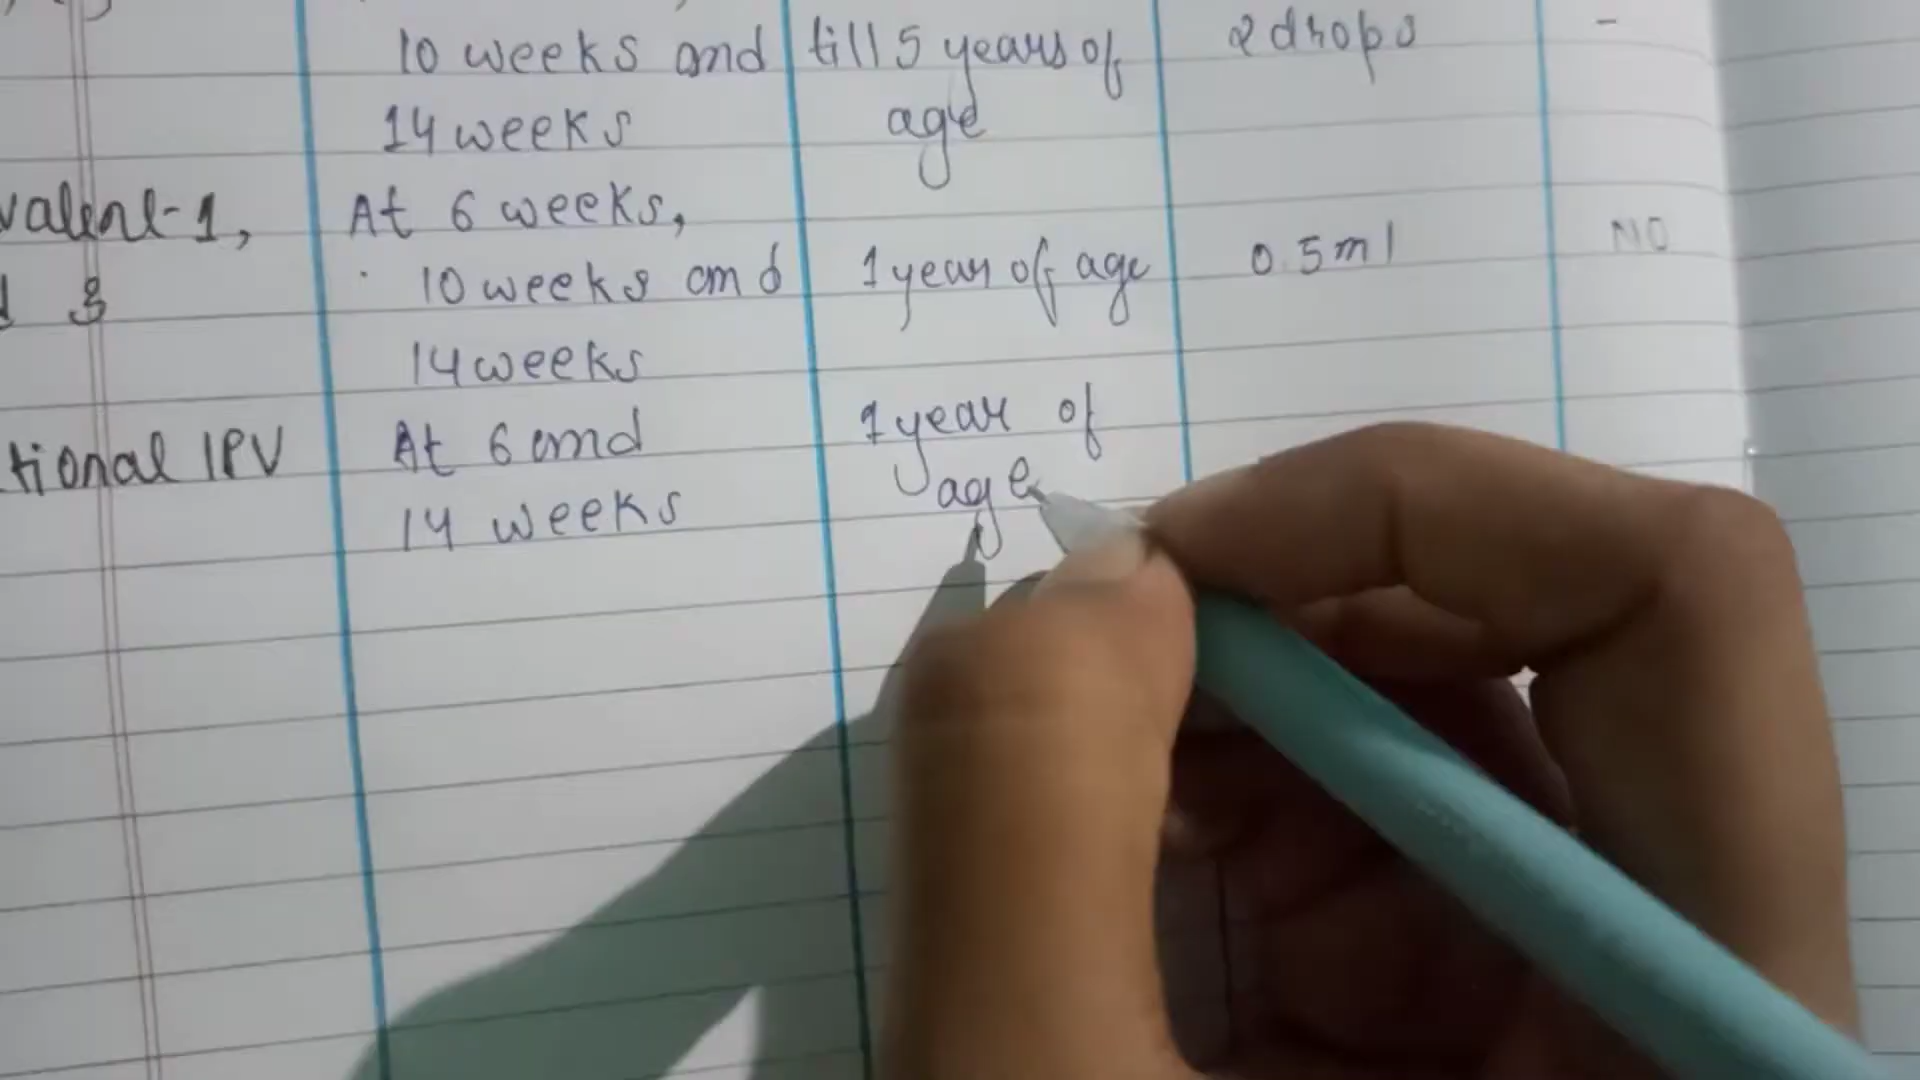 10 weeks and till 5 years of 2 drops -
14 weeks age
valent-1, At 6 weeks,
3 10 weeks and 1 year of age 0.5ml NO
14 weeks
tional IPV At 6 and 1 year of
14 weeks age